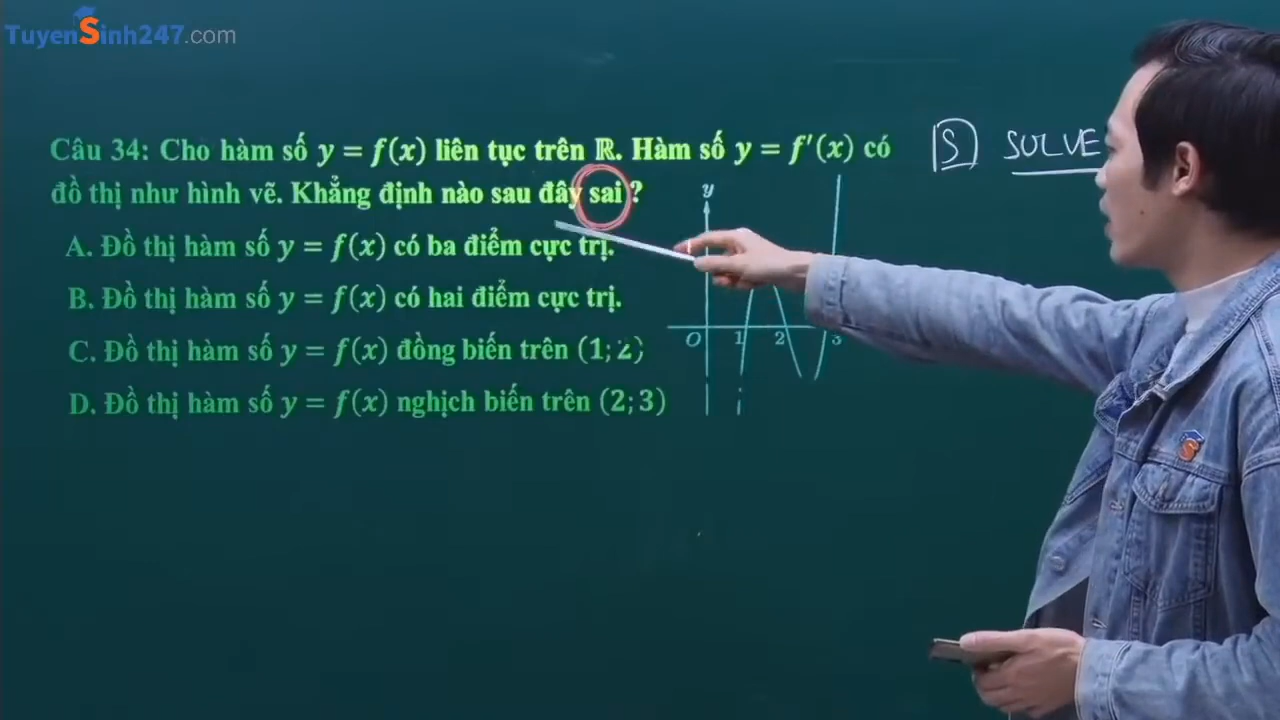 TuyenSinh247.com
Câu 34: Cho hàm số y = f(x) liên tục trên ℝ. Hàm số y = f′(x) có
đồ thị như hình vẽ. Khẳng định nào sau đây sai ?
A. Đồ thị hàm số y = f(x) có ba điểm cực trị.
B. Đồ thị hàm số y = f(x) có hai điểm cực trị.
C. Đồ thị hàm số y = f(x) đồng biến trên (1; 2)
D. Đồ thị hàm số y = f(x) nghịch biến trên (2; 3)
y
O 1 2 3
S SOLVE